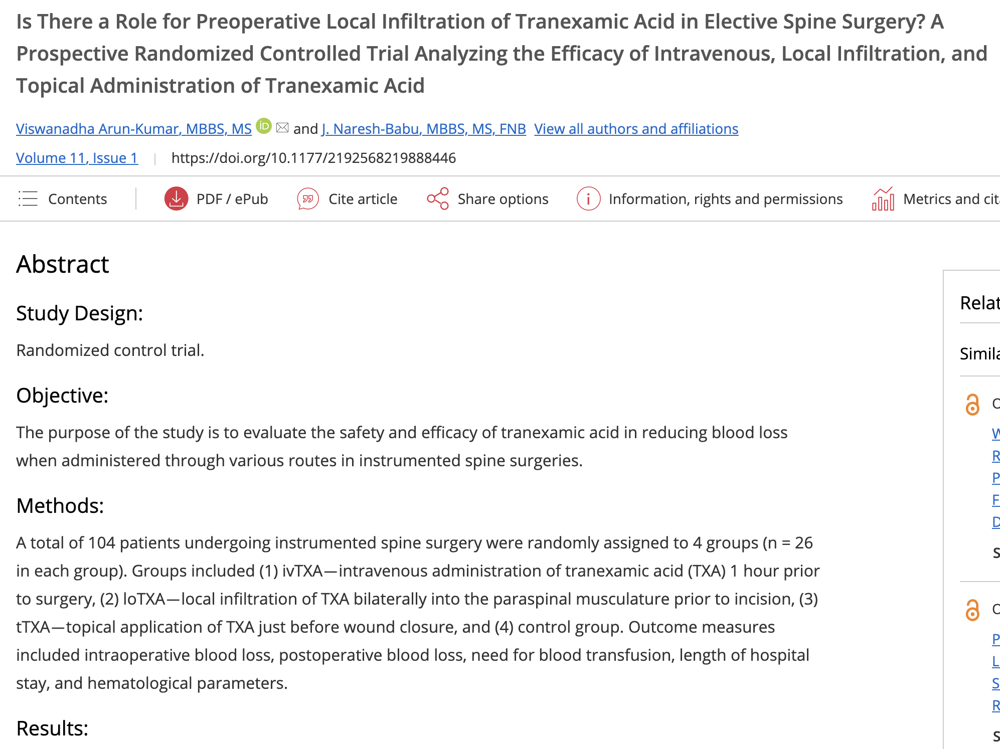 Is There a Role for Preoperative Local Infiltration of Tranexamic Acid in Elective Spine Surgery? A
Prospective Randomized Controlled Trial Analyzing the Efficacy of Intravenous, Local Infiltration, and
Topical Administration of Tranexamic Acid
Viswanadha Arun-Kumar, MBBS, MS iD and J. Naresh-Babu, MBBS, MS, FNB View all authors and affiliations
Volume 11, Issue 1 | https://doi.org/10.1177/2192568219888446
Contents | PDF / ePub Cite article Share options Information, rights and permissions Metrics and cit
Abstract
Study Design:
Randomized control trial.
Objective:
The purpose of the study is to evaluate the safety and efficacy of tranexamic acid in reducing blood loss
when administered through various routes in instrumented spine surgeries.
Methods:
A total of 104 patients undergoing instrumented spine surgery were randomly assigned to 4 groups (n = 26
in each group). Groups included (1) ivTXA—intravenous administration of tranexamic acid (TXA) 1 hour prior
to surgery, (2) loTXA—local infiltration of TXA bilaterally into the paraspinal musculature prior to incision, (3)
tTXA—topical application of TXA just before wound closure, and (4) control group. Outcome measures
included intraoperative blood loss, postoperative blood loss, need for blood transfusion, length of hospital
stay, and hematological parameters.
Results:
Relat
Simila
W
R
P
F
D
S
P
L
S
R
S